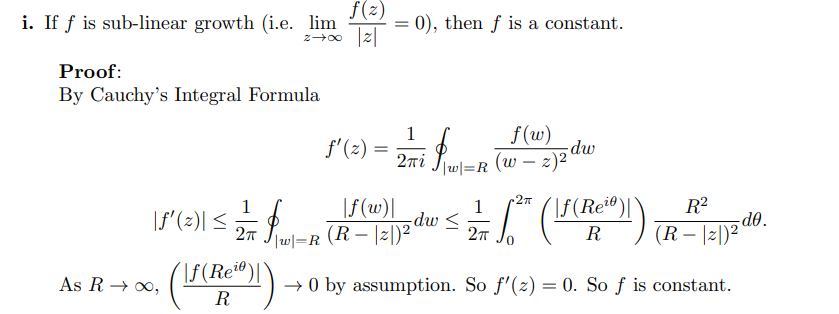 i. If f is sub-linear growth (i.e. lim_{z→∞} f(z)/|z| = 0), then f is a constant.
Proof:
By Cauchy's Integral Formula
f'(z) = 1/(2πi) ∮_{|w|=R} f(w)/(w − z)² dw
|f'(z)| ≤ 1/(2π) ∮_{|w|=R} |f(w)|/(R − |z|)² dw ≤ 1/(2π) ∫_0^{2π} (|f(Re^{iθ})|/R) R²/(R − |z|)² dθ.
As R → ∞, (|f(Re^{iθ})|/R) → 0 by assumption. So f'(z) = 0. So f is constant.